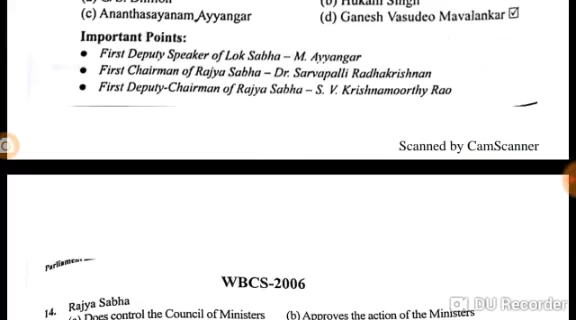 (c) Ananthasayanam Ayyangar
(d) Ganesh Vasudeo Mavalankar ☑
Important Points:
• First Deputy Speaker of Lok Sabha – M. Ayyangar
• First Chairman of Rajya Sabha – Dr. Sarvapalli Radhakrishnan
• First Deputy-Chairman of Rajya Sabha – S. V. Krishnamoorthy Rao
Scanned by CamScanner
WBCS-2006
14. Rajya Sabha
(a) Does control the Council of Ministers (b) Approves the action of the Ministers
DU Recorder